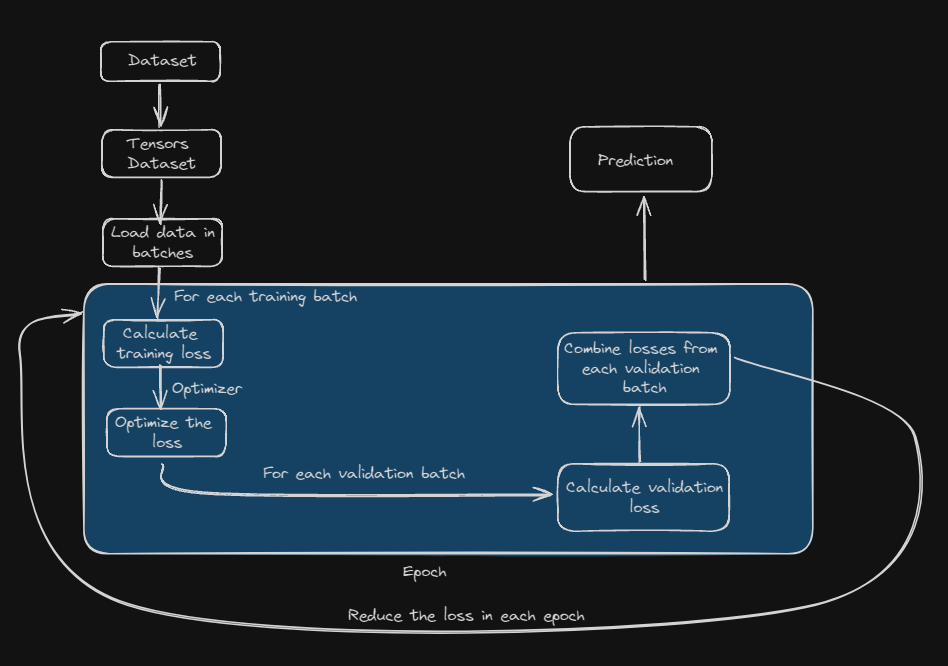 Dataset
Tensors
Dataset
Prediction
Load data in
batches
For each training batch
Calculate
training loss
Optimizer
Optimize the
loss
For each validation batch
Combine losses from
each validation
batch
Calculate validation
loss
Epoch
Reduce the loss in each epoch